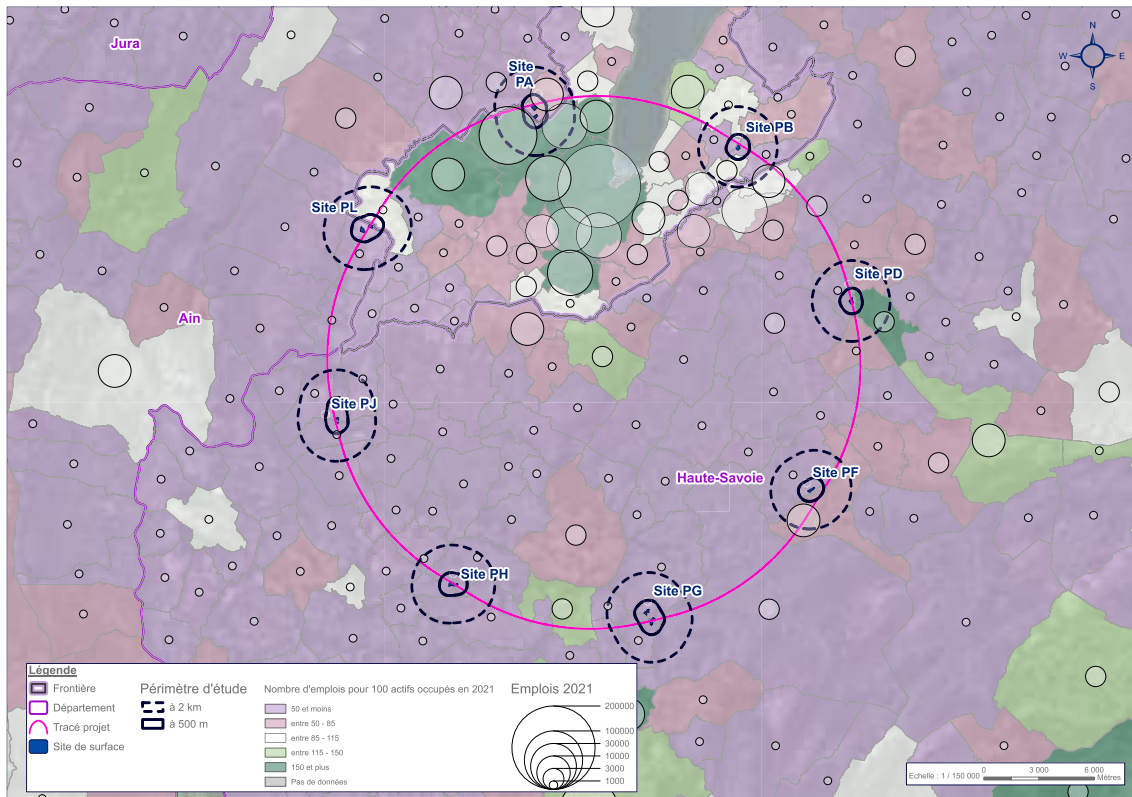 Jura
N
W
E
S
Site
PA
Site PB
Site PL
Site PD
Ain
Site PJ
Haute-Savoie
Site PF
Site PH
Site PG
Légende
Frontière
Département
Tracé projet
Site de surface
Périmètre d'étude
à 2 km
à 500 m
Nombre d'emplois pour 100 actifs occupés en 2021
50 et moins
entre 50 - 85
entre 85 - 115
entre 115 - 150
150 et plus
Pas de données
Emplois 2021
200000
100000
30000
10000
3000
1000
Echelle : 1 / 150 000
0
3 000
6 000
Mètres